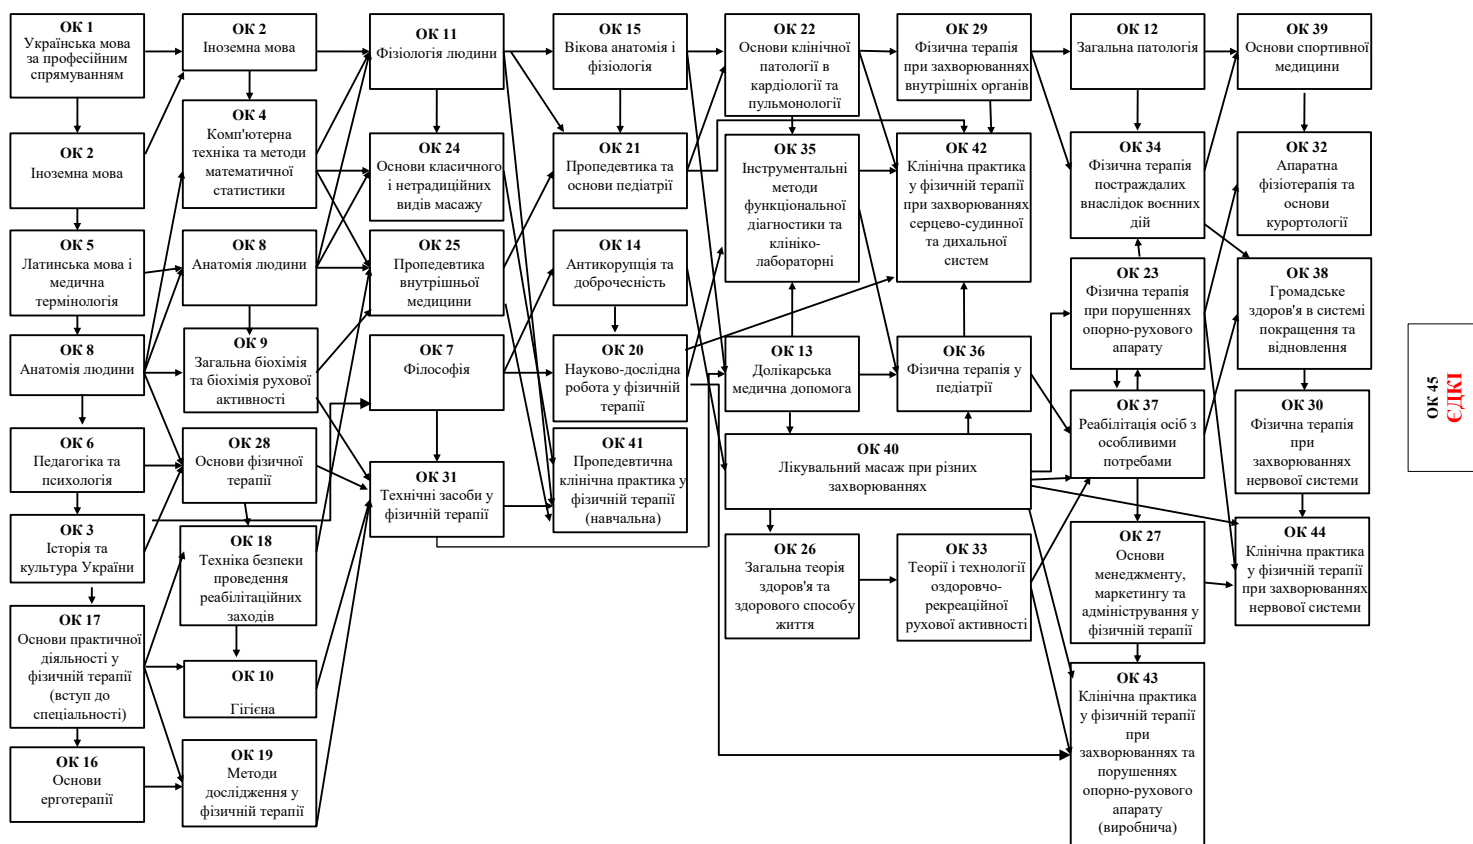 ОК 1
Українська мова
за професійним
спрямуванням
ОК 2
Іноземна мова
ОК 5
Латинська мова і
медична
термінологія
ОК 8
Анатомія людини
ОК 6
Педагогіка та
психологія
ОК 3
Історія та
культура України
ОК 17
Основи практичної
діяльності у
фізичній терапії
(вступ до
спеціальності)
ОК 16
Основи
ерготерапії
ОК 2
Іноземна мова
ОК 4
Комп'ютерна
техніка та методи
математичної
статистики
ОК 8
Анатомія людини
ОК 9
Загальна біохімія
та біохімія рухової
активності
ОК 28
Основи фізичної
терапії
ОК 18
Техніка безпеки
проведення
реабілітаційних
заходів
ОК 10
Гігієна
ОК 19
Методи
дослідження у
фізичній терапії
ОК 11
Фізіологія людини
ОК 24
Основи класичного
і нетрадиційних
видів масажу
ОК 25
Пропедевтика
внутрішньої
медицини
ОК 7
Філософія
ОК 31
Технічні засоби у
фізичній терапії
ОК 15
Вікова анатомія і
фізіологія
ОК 21
Пропедевтика та
основи педіатрії
ОК 14
Антикорупція та
доброчесність
ОК 20
Науково-дослідна
робота у фізичній
терапії
ОК 41
Пропедевтична
клінічна практика у
фізичній терапії
(навчальна)
ОК 22
Основи клінічної
патології в
кардіології та
пульмонології
ОК 35
Інструментальні
методи
функціональної
діагностики та
клініко-
лабораторні
ОК 13
Долікарська
медична допомога
ОК 40
Лікувальний масаж при різних
захворюваннях
ОК 26
Загальна теорія
здоров'я та
здорового способу
життя
ОК 29
Фізична терапія
при захворюваннях
внутрішніх органів
ОК 42
Клінічна практика
у фізичній терапії
при захворюваннях
серцево-судинної
та дихальної
систем
ОК 36
Фізична терапія у
педіатрії
ОК 33
Теорії і технології
оздоровчо-
рекреаційної
рухової активності
ОК 12
Загальна патологія
ОК 34
Фізична терапія
постраждалих
внаслідок воєнних
дій
ОК 23
Фізична терапія
при порушеннях
опорно-рухового
апарату
ОК 37
Реабілітація осіб з
особливими
потребами
ОК 27
Основи
менеджменту,
маркетингу та
адміністрування у
фізичній терапії
ОК 43
Клінічна практика
у фізичній терапії
при
захворюваннях та
порушеннях
опорно-рухового
апарату
(виробнича)
ОК 39
Основи спортивної
медицини
ОК 32
Апаратна
фізіотерапія та
основи
курортології
ОК 38
Громадське
здоров'я в системі
покращення та
відновлення
ОК 30
Фізична терапія
при
захворюваннях
нервової системи
ОК 44
Клінічна практика
у фізичній терапії
при захворюваннях
нервової системи
ОК 45
ЄДКІ